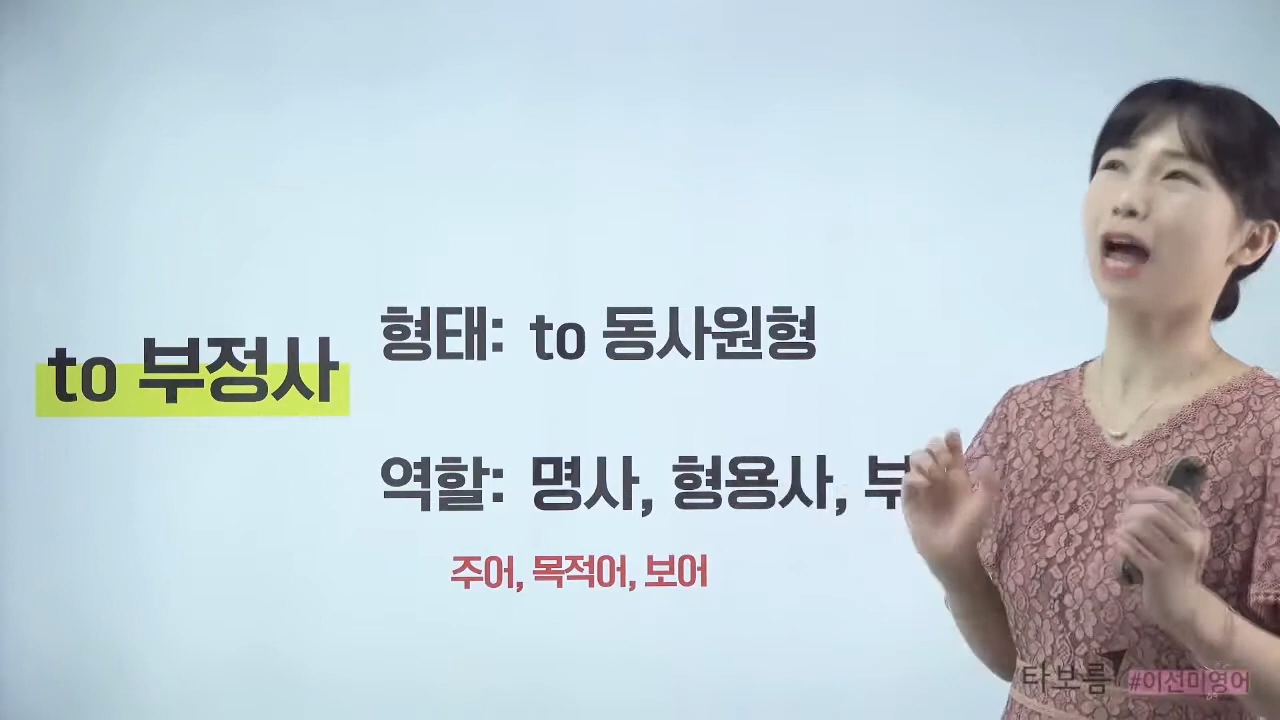 to 부정사
형태: to 동사원형
역할: 명사, 형용사,
주어, 목적어, 보어
타보름
#이선미영어